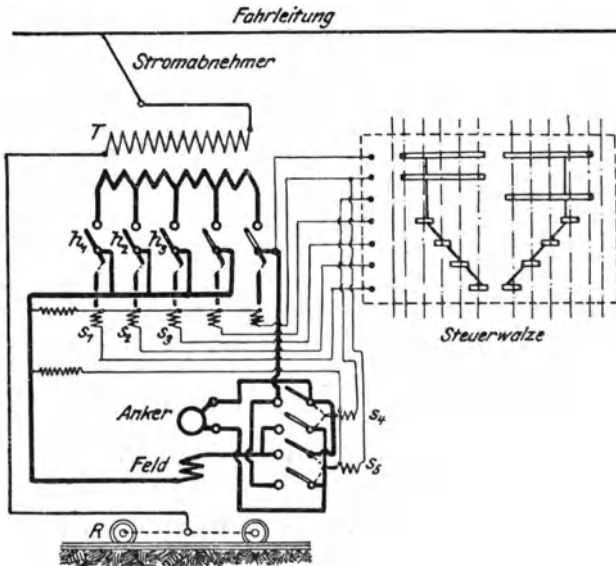 Fahrleitung
Stromabnehmer
T
h₁ h₂ h₃
s₁ s₂ s₃
Steuerwalze
Anker
s₄
Feld
s₅
R